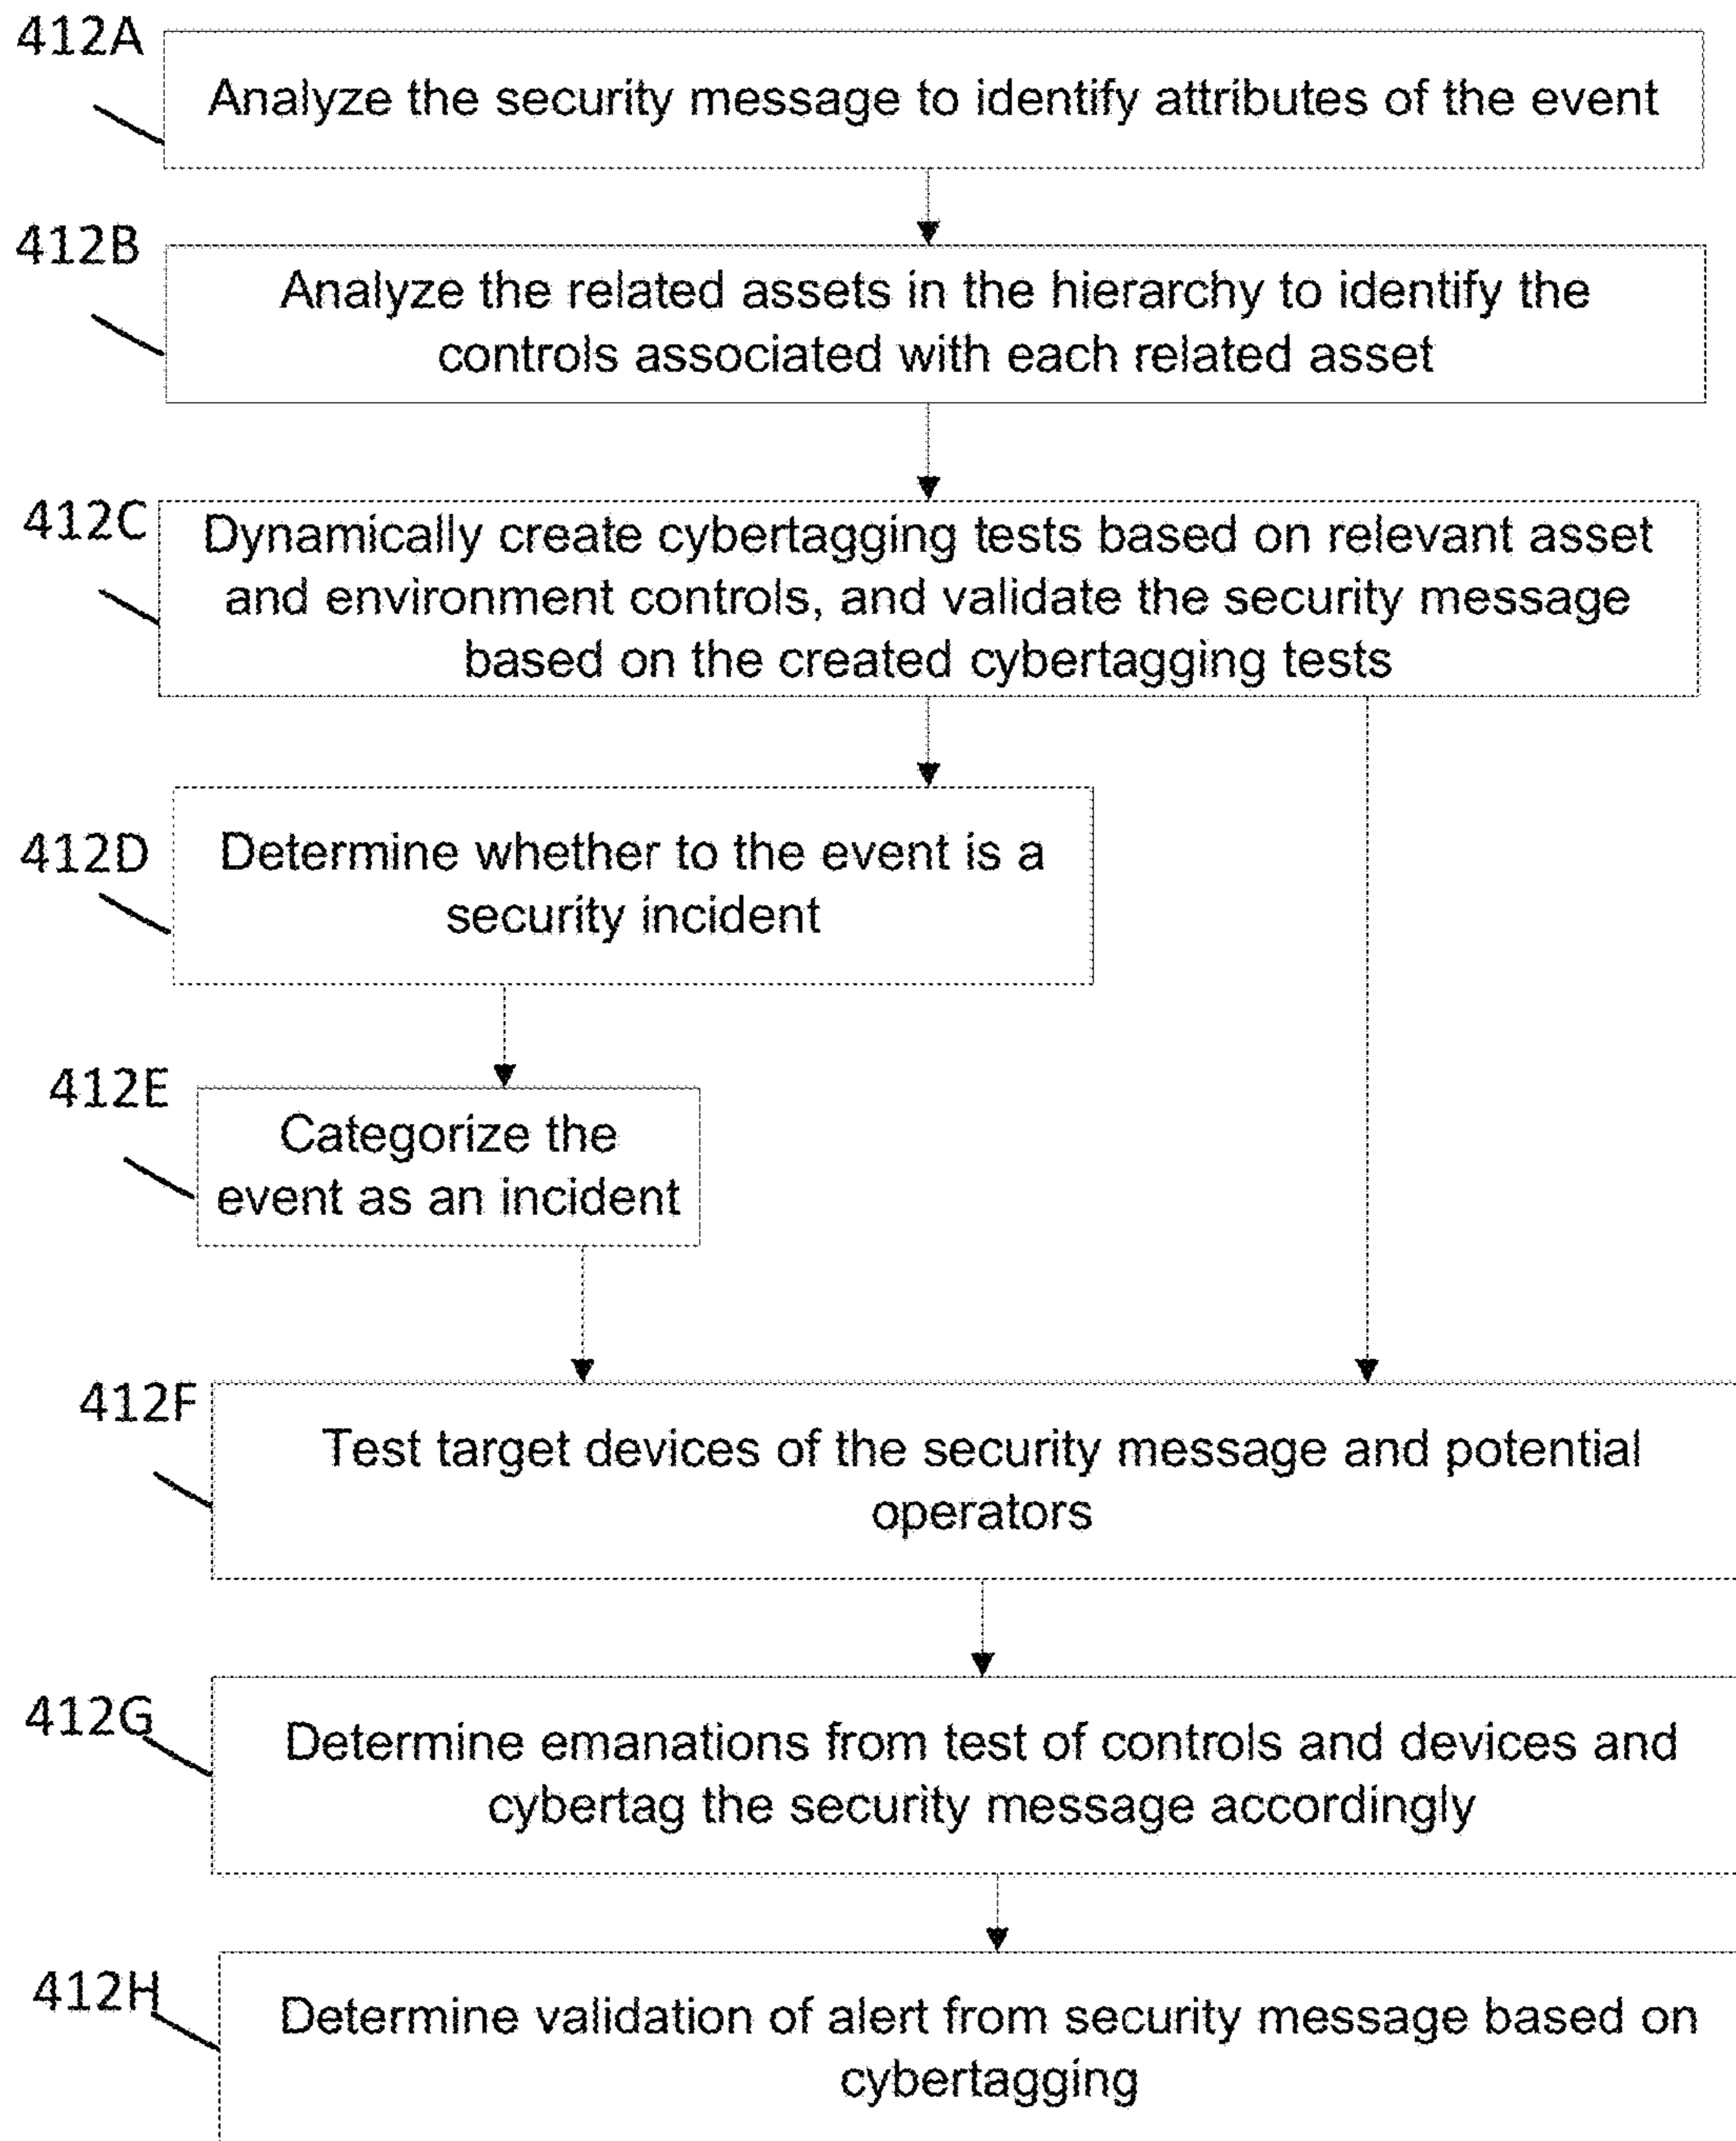 412A
Analyze the security message to identify attributes of the event
412B
Analyze the related assets in the hierarchy to identify the
controls associated with each related asset
412C
Dynamically create cybertagging tests based on relevant asset
and environment controls, and validate the security message
based on the created cybertagging tests
412D
Determine whether to the event is a
security incident
412E
Categorize the
event as an incident
412F
Test target devices of the security message and potential
operators
412G
Determine emanations from test of controls and devices and
cybertag the security message accordingly
412H
Determine validation of alert from security message based on
cybertagging